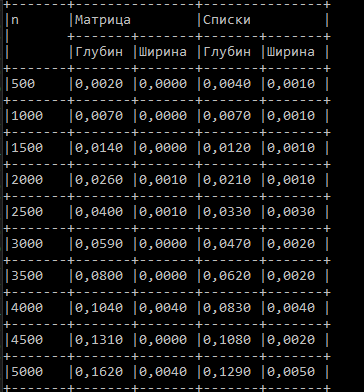 n Матрица Списки
Глубин Ширина Глубин Ширина
500 0,0020 0,0000 0,0040 0,0010
1000 0,0070 0,0000 0,0070 0,0010
1500 0,0140 0,0000 0,0120 0,0010
2000 0,0260 0,0010 0,0210 0,0010
2500 0,0400 0,0010 0,0330 0,0030
3000 0,0590 0,0000 0,0470 0,0020
3500 0,0800 0,0000 0,0620 0,0020
4000 0,1040 0,0040 0,0830 0,0040
4500 0,1310 0,0000 0,1080 0,0020
5000 0,1620 0,0040 0,1290 0,0050